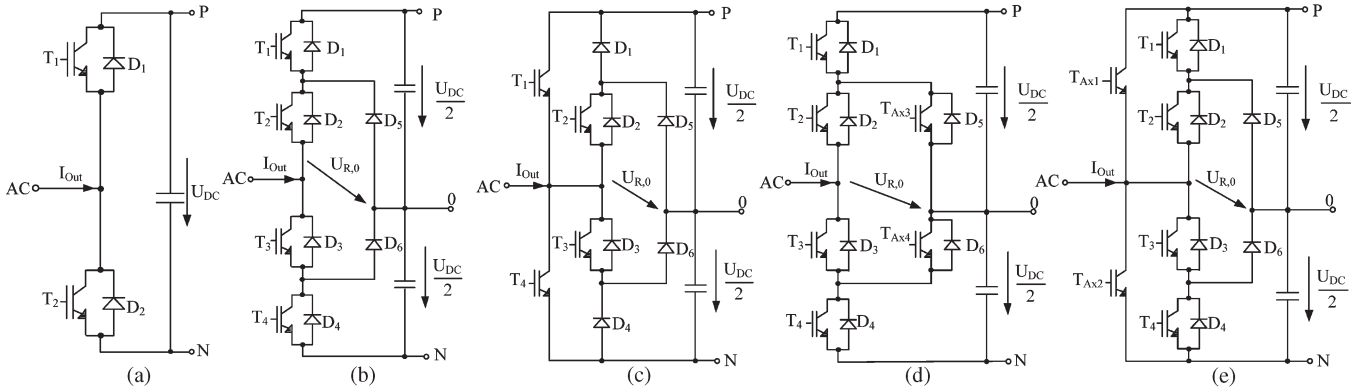 P
T1
D1
IOut
AC
UDC
T2
D2
N
(a)
P
T1
D1
UDC
2
T2
D2
D5
IOut
UR,0
AC
0
T3
D3
D6
UDC
2
T4
D4
N
(b)
P
D1
T1
UDC
2
T2
D2
D5
IOut
UR,0
AC
0
T3
D3
D6
T4
UDC
2
D4
N
(c)
P
T1
D1
UDC
2
T2
D2
TAx3
D5
IOut
UR,0
AC
0
T3
D3
TAx4
D6
UDC
2
T4
D4
N
(d)
P
T1
D1
TAx1
UDC
2
T2
D2
D5
IOut
UR,0
AC
0
T3
D3
D6
TAx2
UDC
2
T4
D4
N
(e)